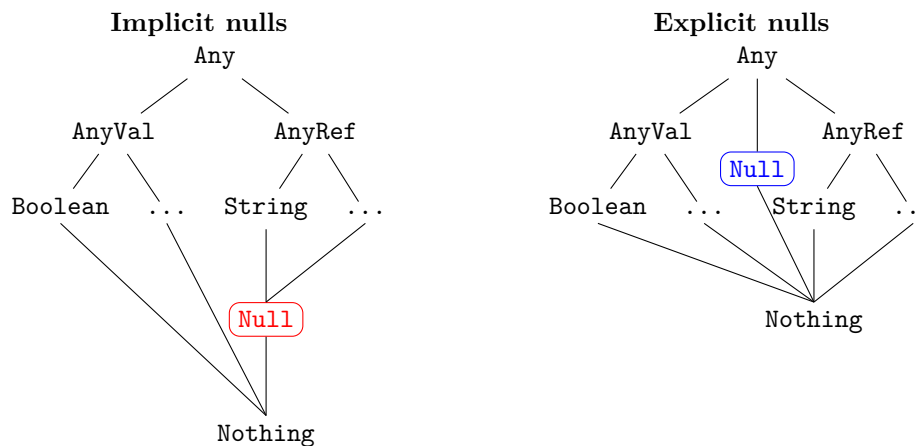 Implicit nulls
Any
AnyVal AnyRef
Boolean ... String ...
Null
Nothing
Explicit nulls
Any
AnyVal AnyRef
Null
Boolean ... String ..
Nothing